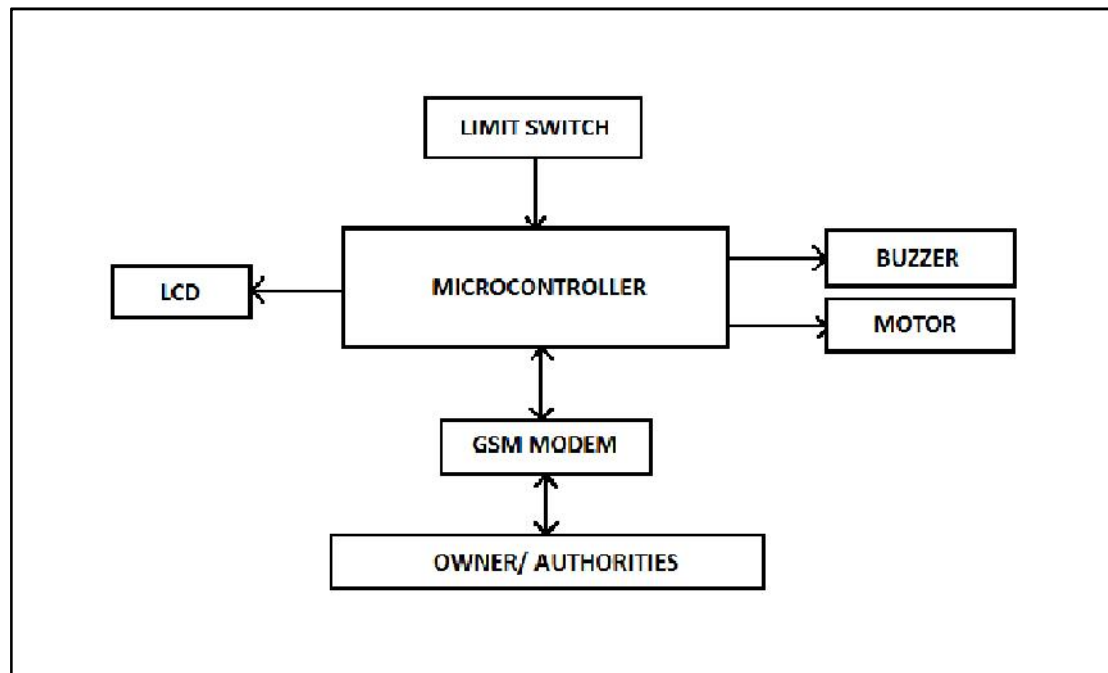 LIMIT SWITCH
MICROCONTROLLER
BUZZER
LCD
MOTOR
GSM MODEM
OWNER/ AUTHORITIES